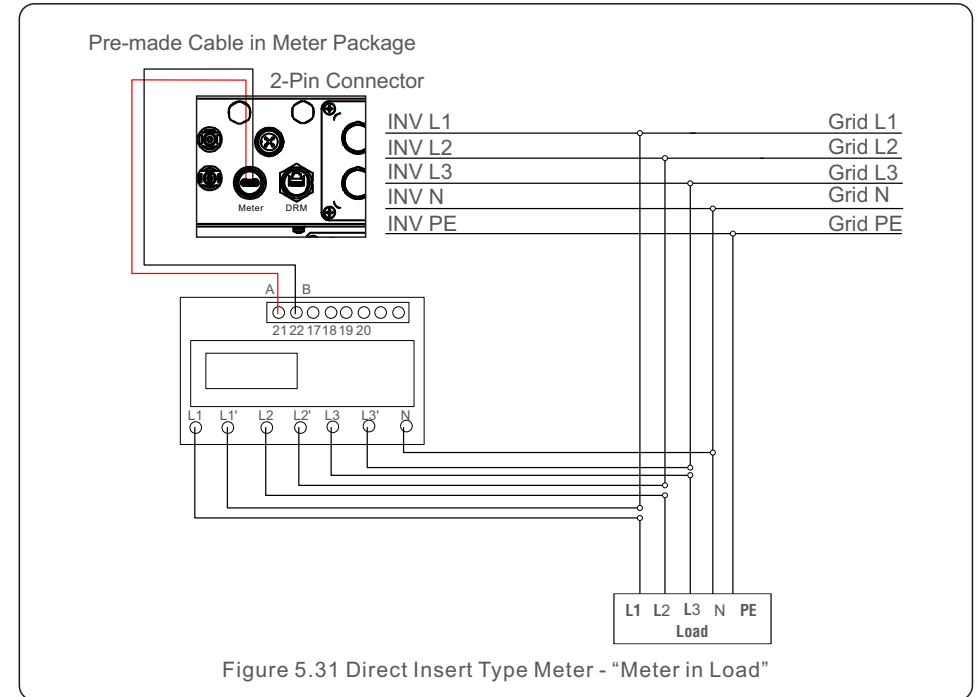 Pre-made Cable in Meter Package
2-Pin Connector
INV L1 Grid L1
INV L2 Grid L2
INV L3 Grid L3
INV N Grid N
INV PE Grid PE
Meter DRM
A B
21 22 17 18 19 20
L1 L1' L2 L2' L3 L3' N
L1 L2 L3 N PE
Load
Figure 5.31 Direct Insert Type Meter - “Meter in Load”